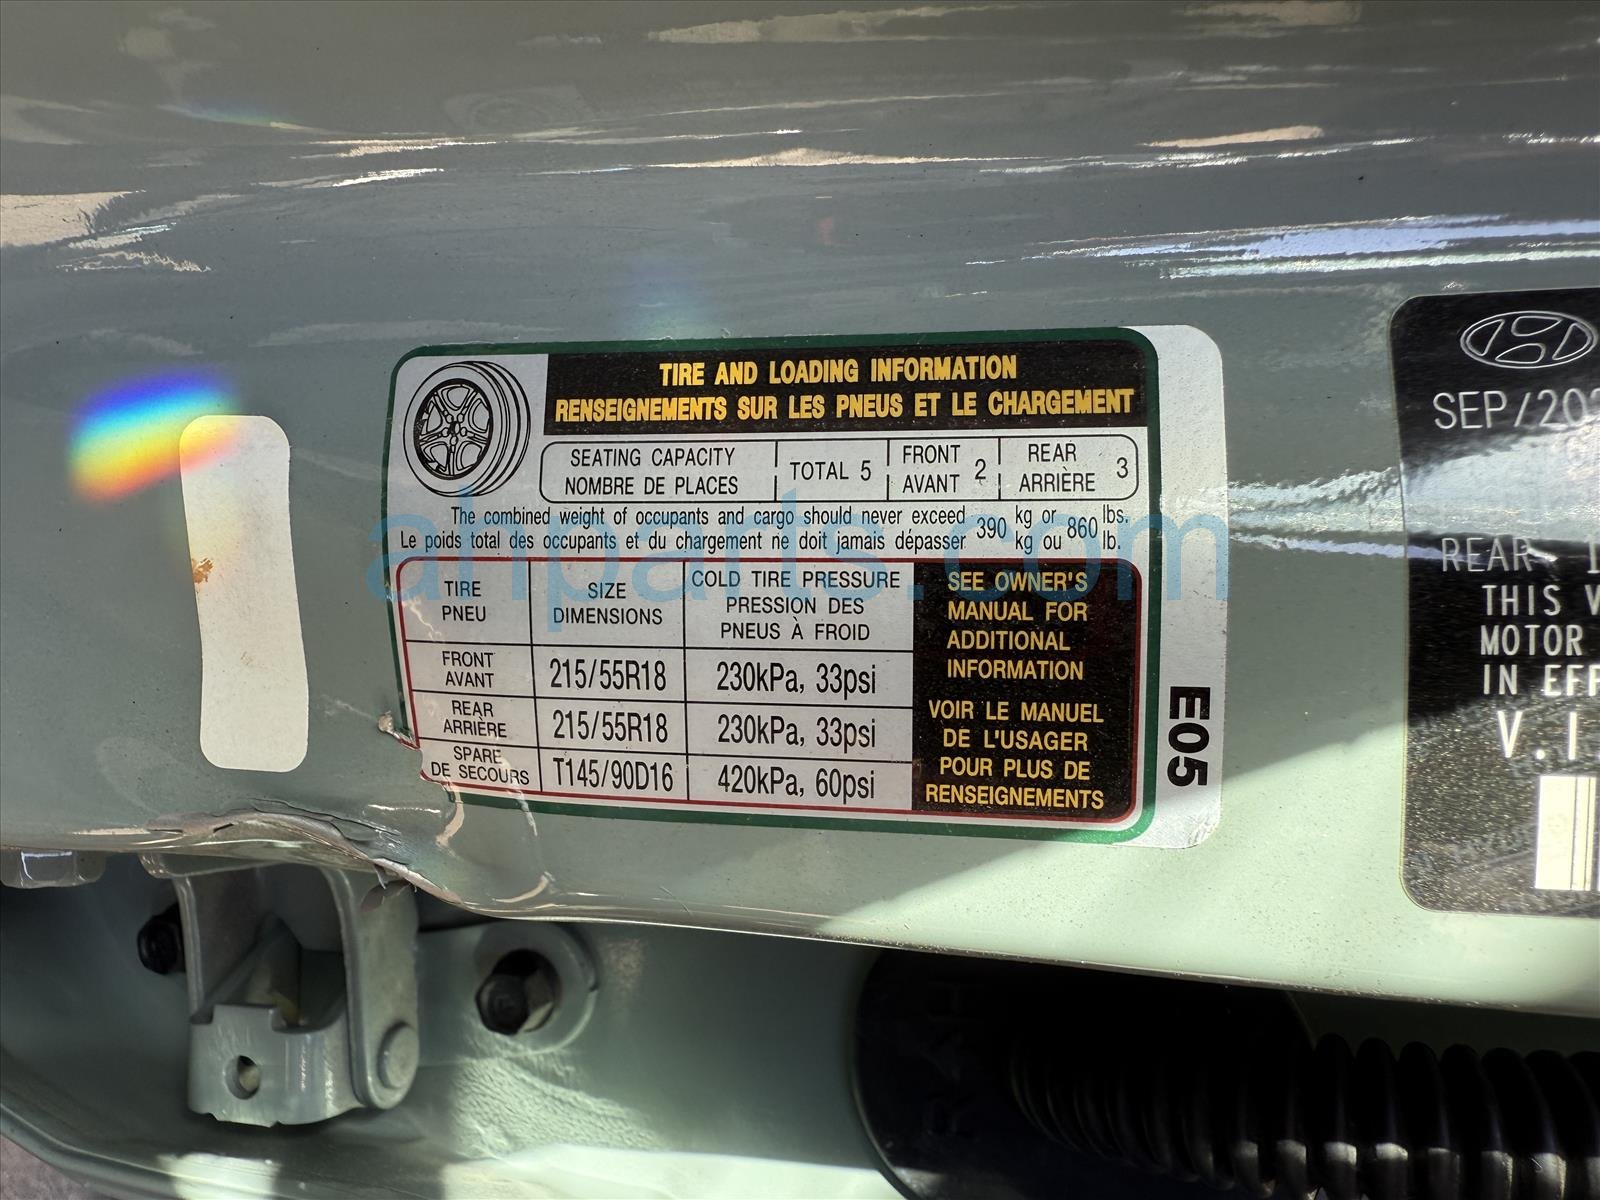 TIRE AND LOADING INFORMATION
RENSEIGNEMENTS SUR LES PNEUS ET LE CHARGEMENT
SEATING CAPACITY
NOMBRE DE PLACES
TOTAL 5
FRONT
AVANT
2
REAR
ARRIÈRE
3
The combined weight of occupants and cargo should never exceed 390 kg or 860 lbs.
Le poids total des occupants et du chargement ne doit jamais dépasser 390 kg ou 860 lb.
TIRE
PNEU
SIZE
DIMENSIONS
COLD TIRE PRESSURE
PRESSION DES
PNEUS À FROID
FRONT
AVANT
215/55R18
230kPa, 33psi
REAR
ARRIÈRE
215/55R18
230kPa, 33psi
SPARE
DE SECOURS
T145/90D16
420kPa, 60psi
SEE OWNER'S
MANUAL FOR
ADDITIONAL
INFORMATION
VOIR LE MANUEL
DE L'USAGER
POUR PLUS DE
RENSEIGNEMENTS
E05
ahparts.com
SEP/202
REAR
THIS V
MOTOR
IN EFF
V.I